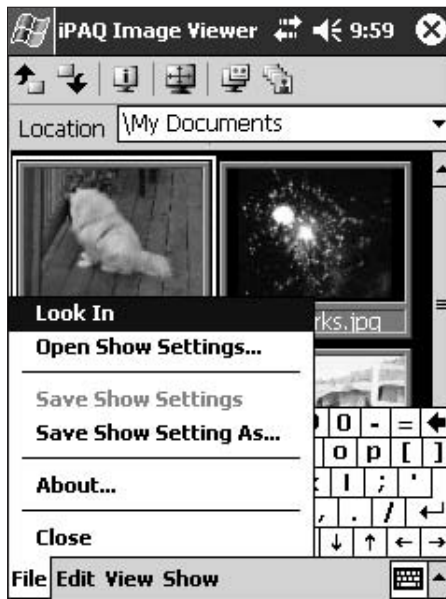 iPAQ Image Viewer 9:59
Location \My Documents
rks.jpg
Look In
Open Show Settings...
Save Show Settings
Save Show Setting As...
About...
Close
0 - =
o p [ ]
l ; '
, . /
File Edit View Show